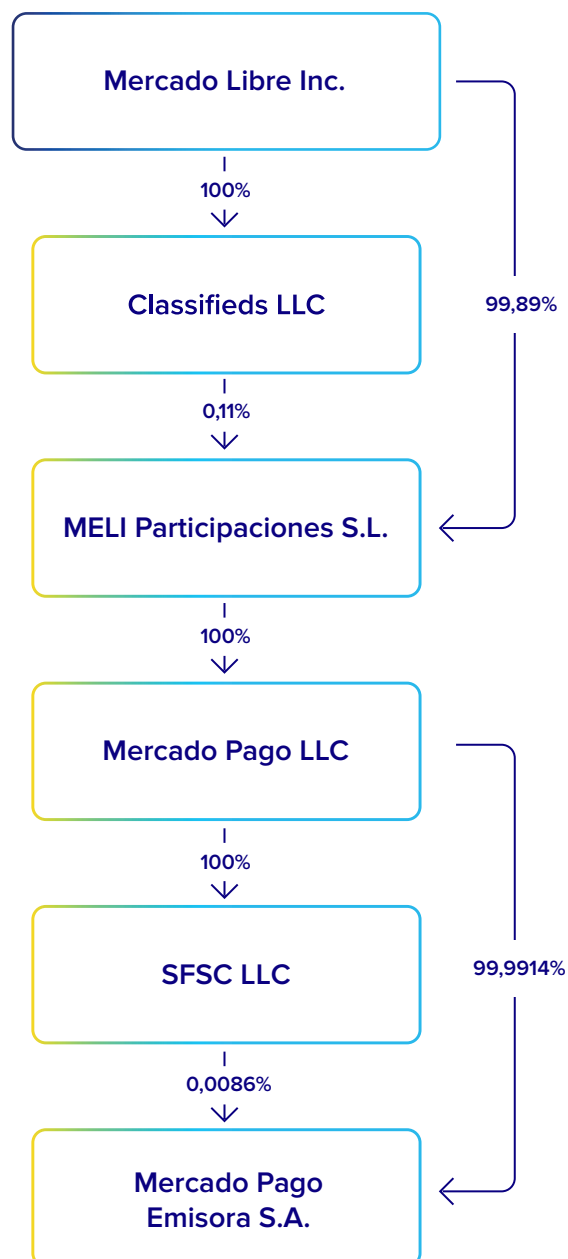 Mercado Libre Inc.
100%
Classifieds LLC
99,89%
0,11%
MELI Participaciones S.L.
100%
Mercado Pago LLC
100%
SFSC LLC
99,9914%
0,0086%
Mercado Pago
Emisora S.A.